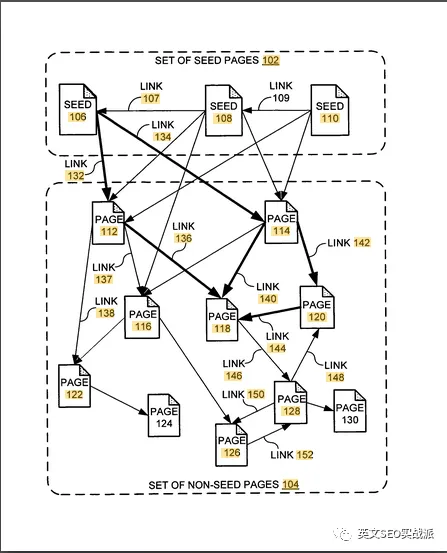 SET OF SEED PAGES 102
LINK
107
LINK
109
SEED
106
SEED
108
SEED
110
LINK
134
LINK
132
PAGE
112
LINK
136
PAGE
114
LINK 142
LINK
137
LINK
140
LINK
138
PAGE
116
PAGE
118
PAGE
120
LINK
144
LINK
146
LINK
148
PAGE
122
PAGE
124
LINK 150
PAGE
128
PAGE
130
PAGE
126
LINK 152
SET OF NON-SEED PAGES 104
英文SEO实战派